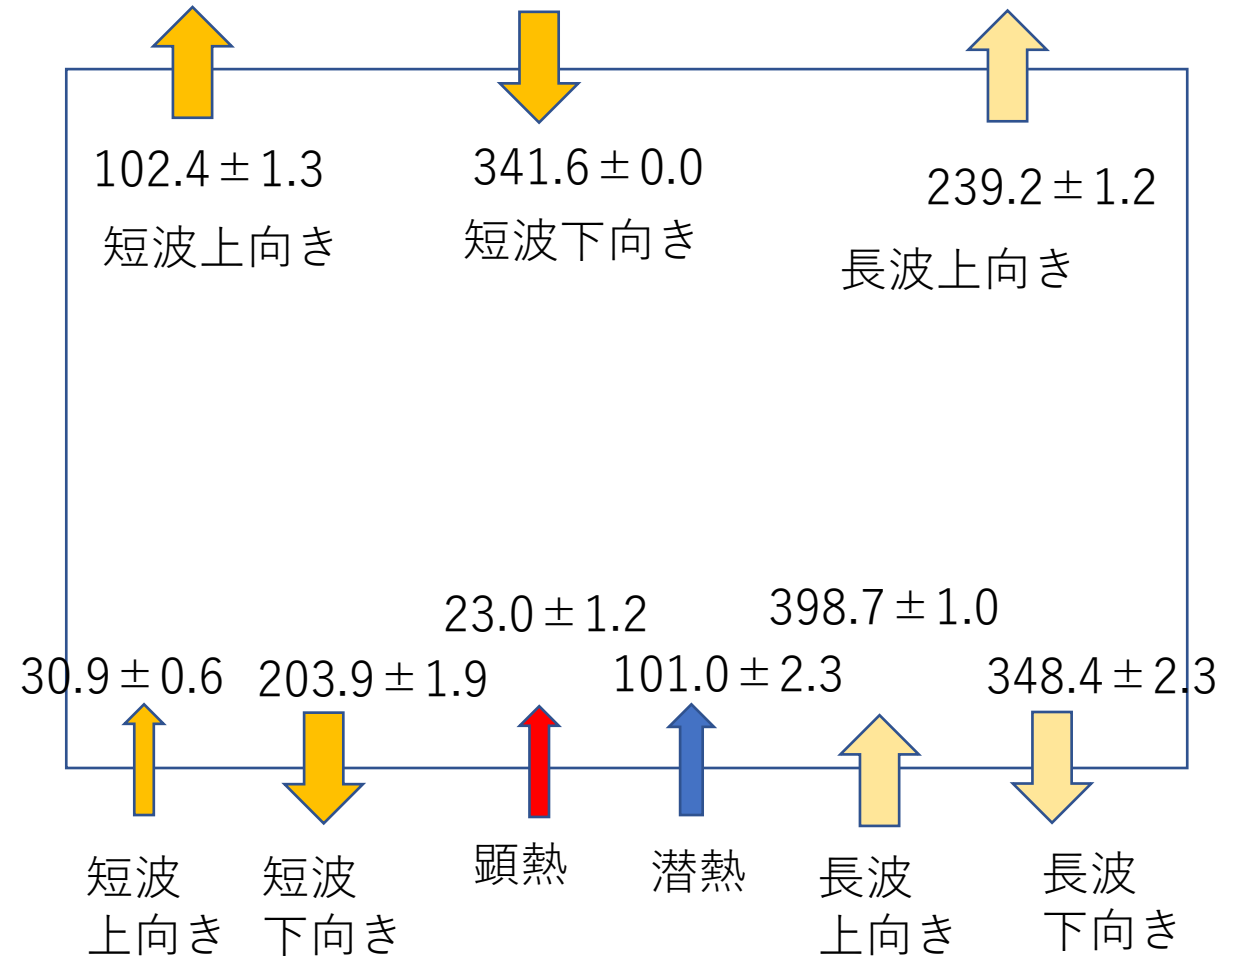 102.4±1.3
短波上向き
341.6±0.0
短波下向き
239.2±1.2
長波上向き
30.9±0.6
203.9±1.9
23.0±1.2
101.0±2.3
398.7±1.0
348.4±2.3
短波
上向き
短波
下向き
顕熱
潜熱
長波
上向き
長波
下向き